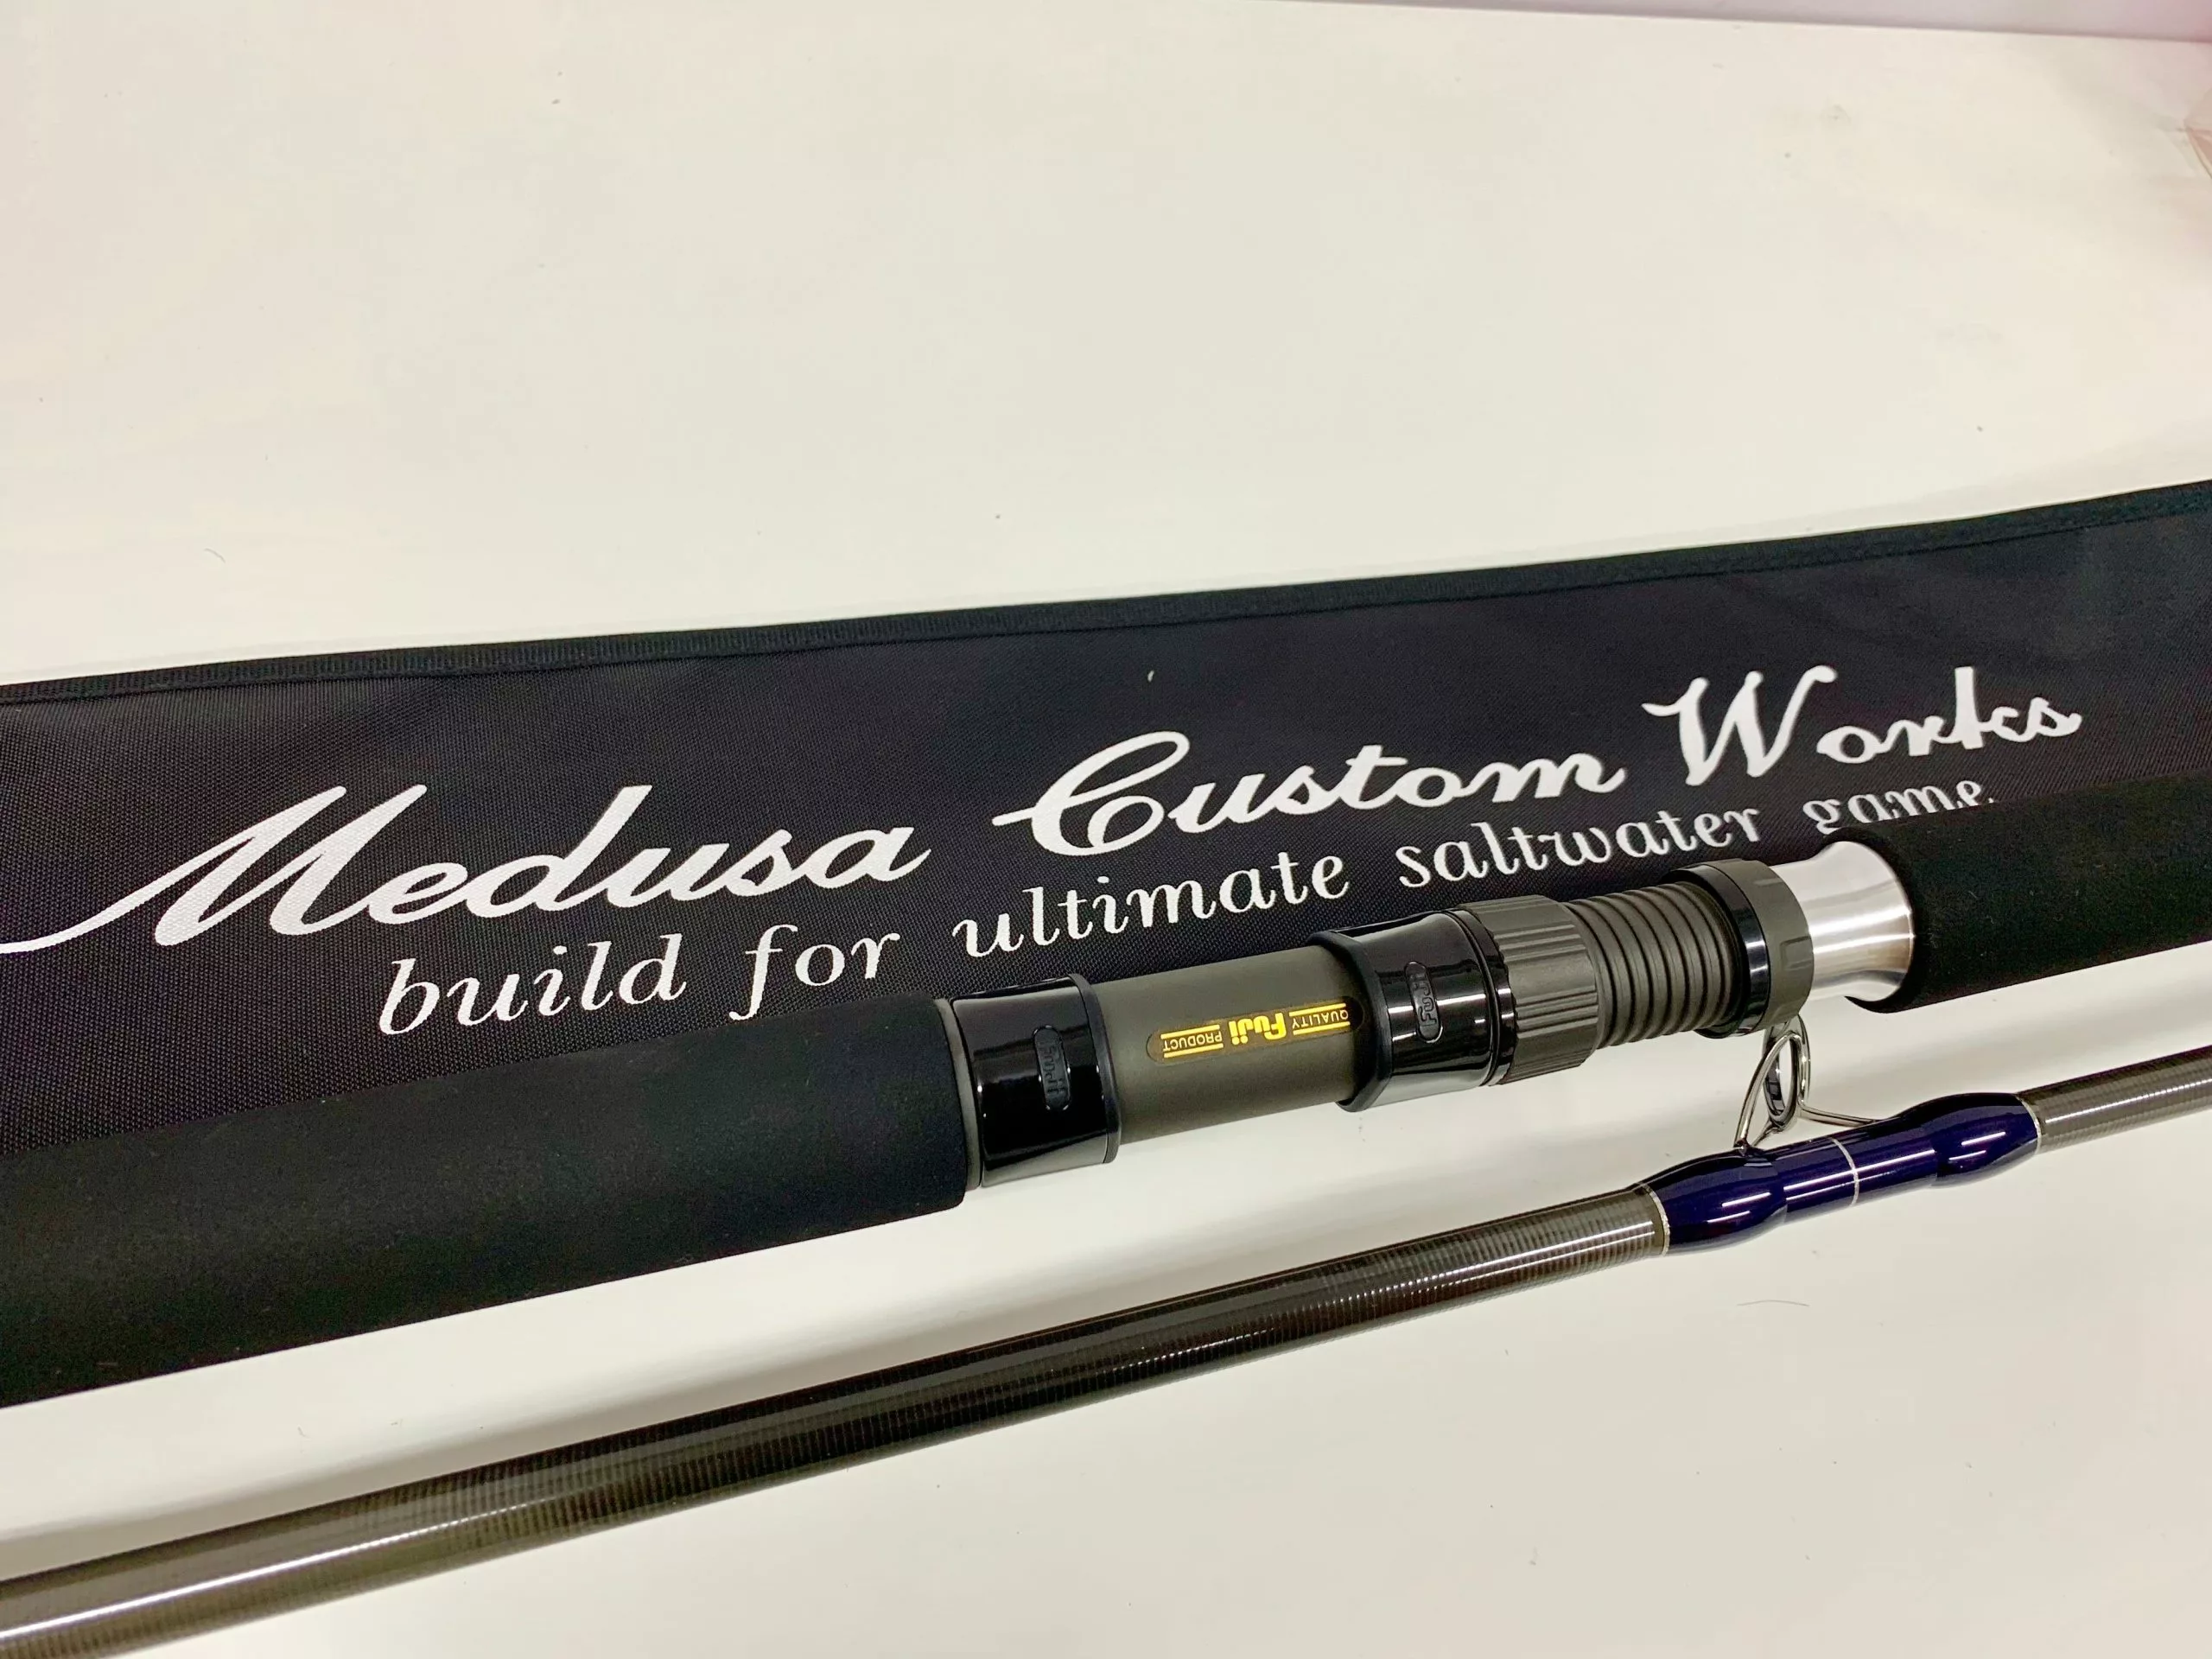 Medusa Custom Works
build for ultimate saltwater game
QUALITY Fuji PRODUCT